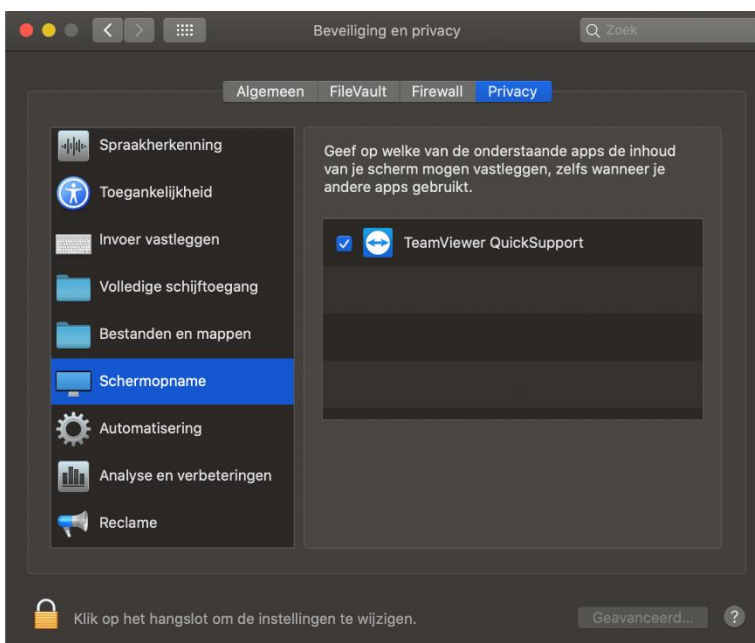 Beveiliging en privacy
Zoek
Algemeen
FileVault
Firewall
Privacy
Spraakherkenning
Toegankelijkheid
Invoer vastleggen
Volledige schijftoegang
Bestanden en mappen
Schermopname
Automatisering
Analyse en verbeteringen
Reclame
Geef op welke van de onderstaande apps de inhoud
van je scherm mogen vastleggen, zelfs wanneer je
andere apps gebruikt.
TeamViewer QuickSupport
Klik op het hangslot om de instellingen te wijzigen.
Geavanceerd...
?